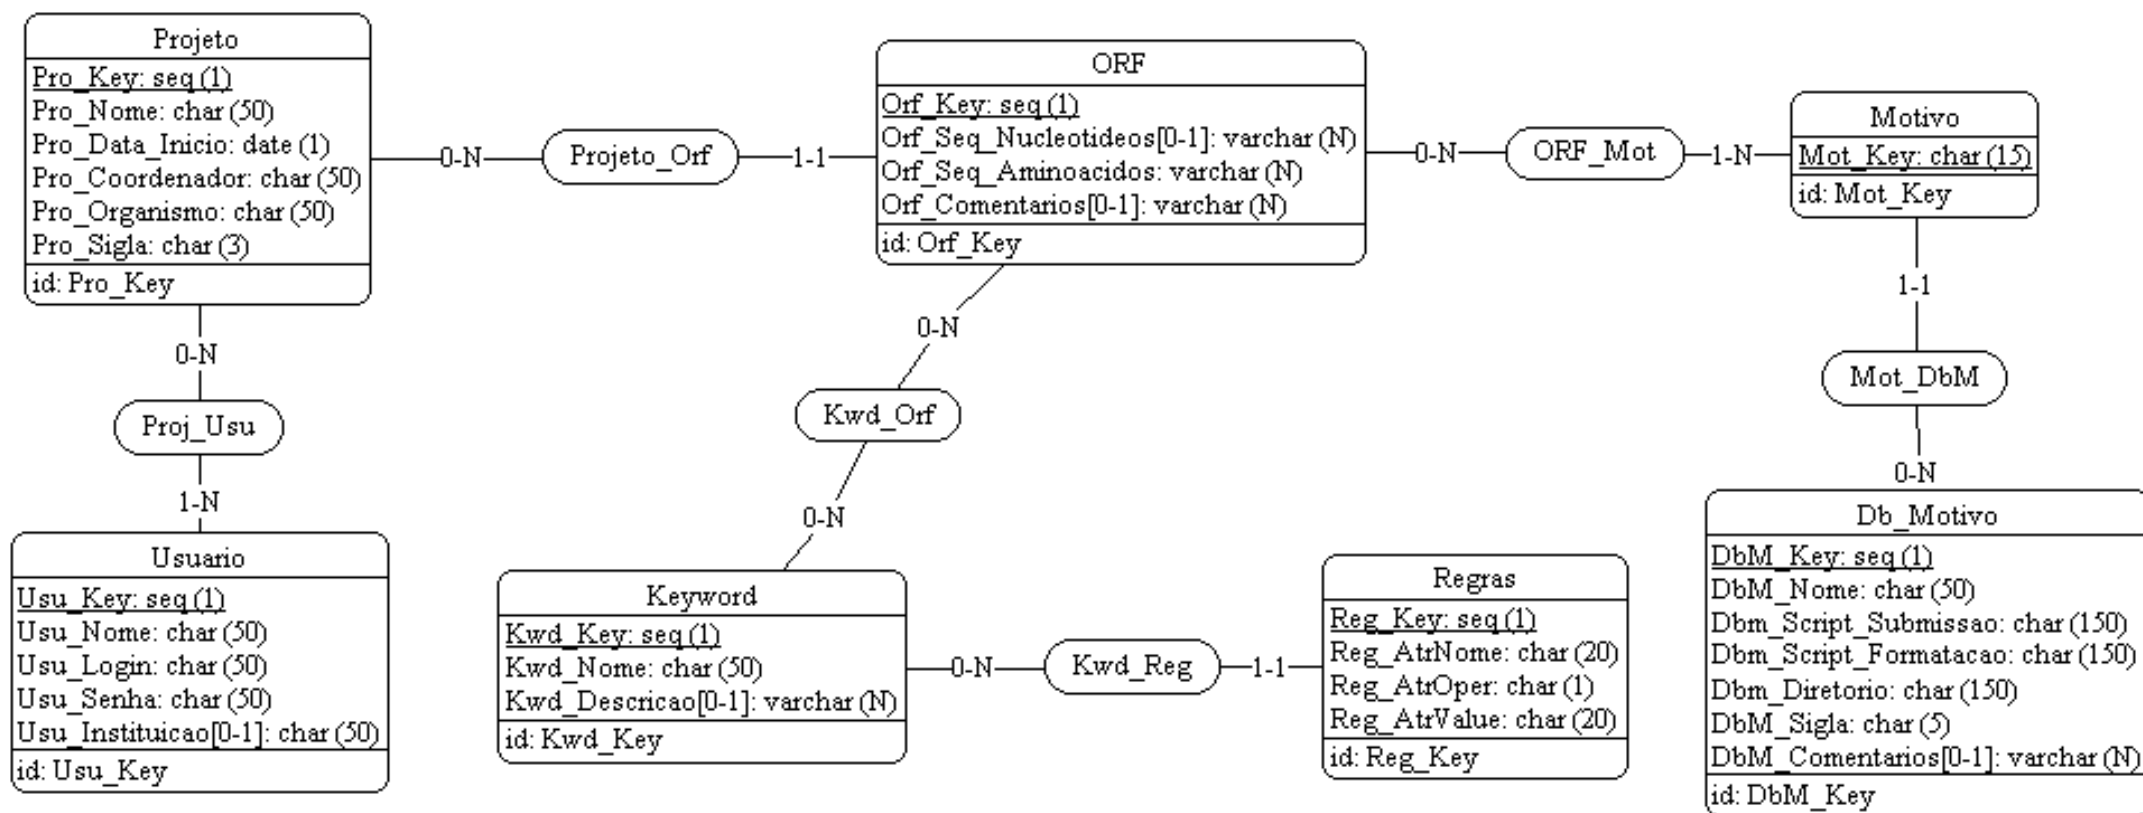 Projeto
Pro_Key: seq (1)
Pro_Nome: char (50)
Pro_Data_Inicio: date (1)
Pro_Coordenador: char (50)
Pro_Organismo: char (50)
Pro_Sigla: char (3)
id: Pro_Key
0-N
Projeto_Orf
1-1
ORF
Orf_Key: seq (1)
Orf_Seq_Nucleotideos[0-1]: varchar (N)
Orf_Seq_Aminoacidos: varchar (N)
Orf_Comentarios[0-1]: varchar (N)
id: Orf_Key
0-N
ORF_Mot
1-N
Motivo
Mot_Key: char (15)
id: Mot_Key
0-N
Proj_Usu
1-N
0-N
Kwd_Orf
0-N
1-1
Mot_DbM
0-N
Usuario
Usu_Key: seq (1)
Usu_Nome: char (50)
Usu_Login: char (50)
Usu_Senha: char (50)
Usu_Instituicao[0-1]: char (50)
id: Usu_Key
Keyword
Kwd_Key: seq (1)
Kwd_Nome: char (50)
Kwd_Descricao[0-1]: varchar (N)
id: Kwd_Key
0-N
Kwd_Reg
1-1
Regras
Reg_Key: seq (1)
Reg_AtrNome: char (20)
Reg_AtrOper: char (1)
Reg_AtrValue: char (20)
id: Reg_Key
Db_Motivo
DbM_Key: seq (1)
DbM_Nome: char (50)
Dbm_Script_Submissao: char (150)
Dbm_Script_Formatacao: char (150)
Dbm_Diretorio: char (150)
DbM_Sigla: char (5)
DbM_Comentarios[0-1]: varchar (N)
id: DbM_Key